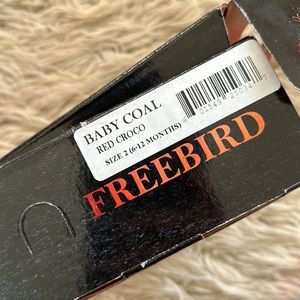 BABY COAL
RED CROCO
SIZE 2 (6-12 MONTHS)
FREEBIRD